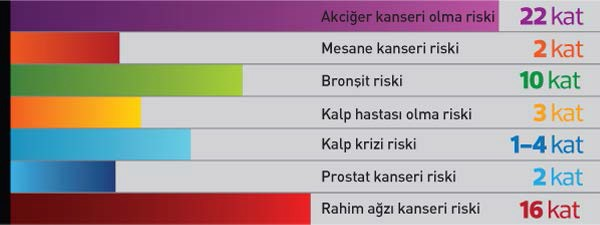 Akciğer kanseri olma riski 22 kat
Mesane kanseri riski 2 kat
Bronşit riski 10 kat
Kalp hastası olma riski 3 kat
Kalp krizi riski 1–4 kat
Prostat kanseri riski 2 kat
Rahim ağzı kanseri riski 16 kat